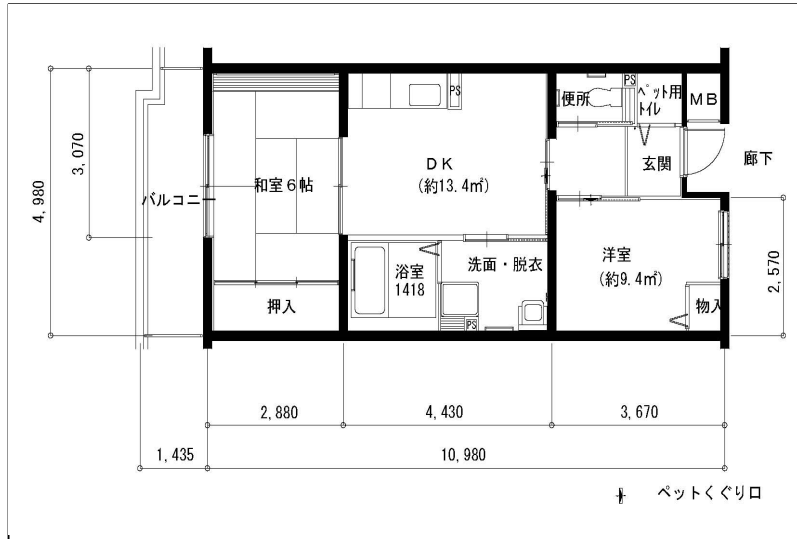 便所
PS
ペット用
トイレ
MB
PS
DK
(約13.4㎡)
玄関
廊下
和室6帖
バルコニー
4,980
3,070
浴室
1418
洗面・脱衣
洋室
(約9.4㎡)
2,570
押入
PS
物入
2,880
4,430
3,670
1,435
10,980
ペットくぐり口